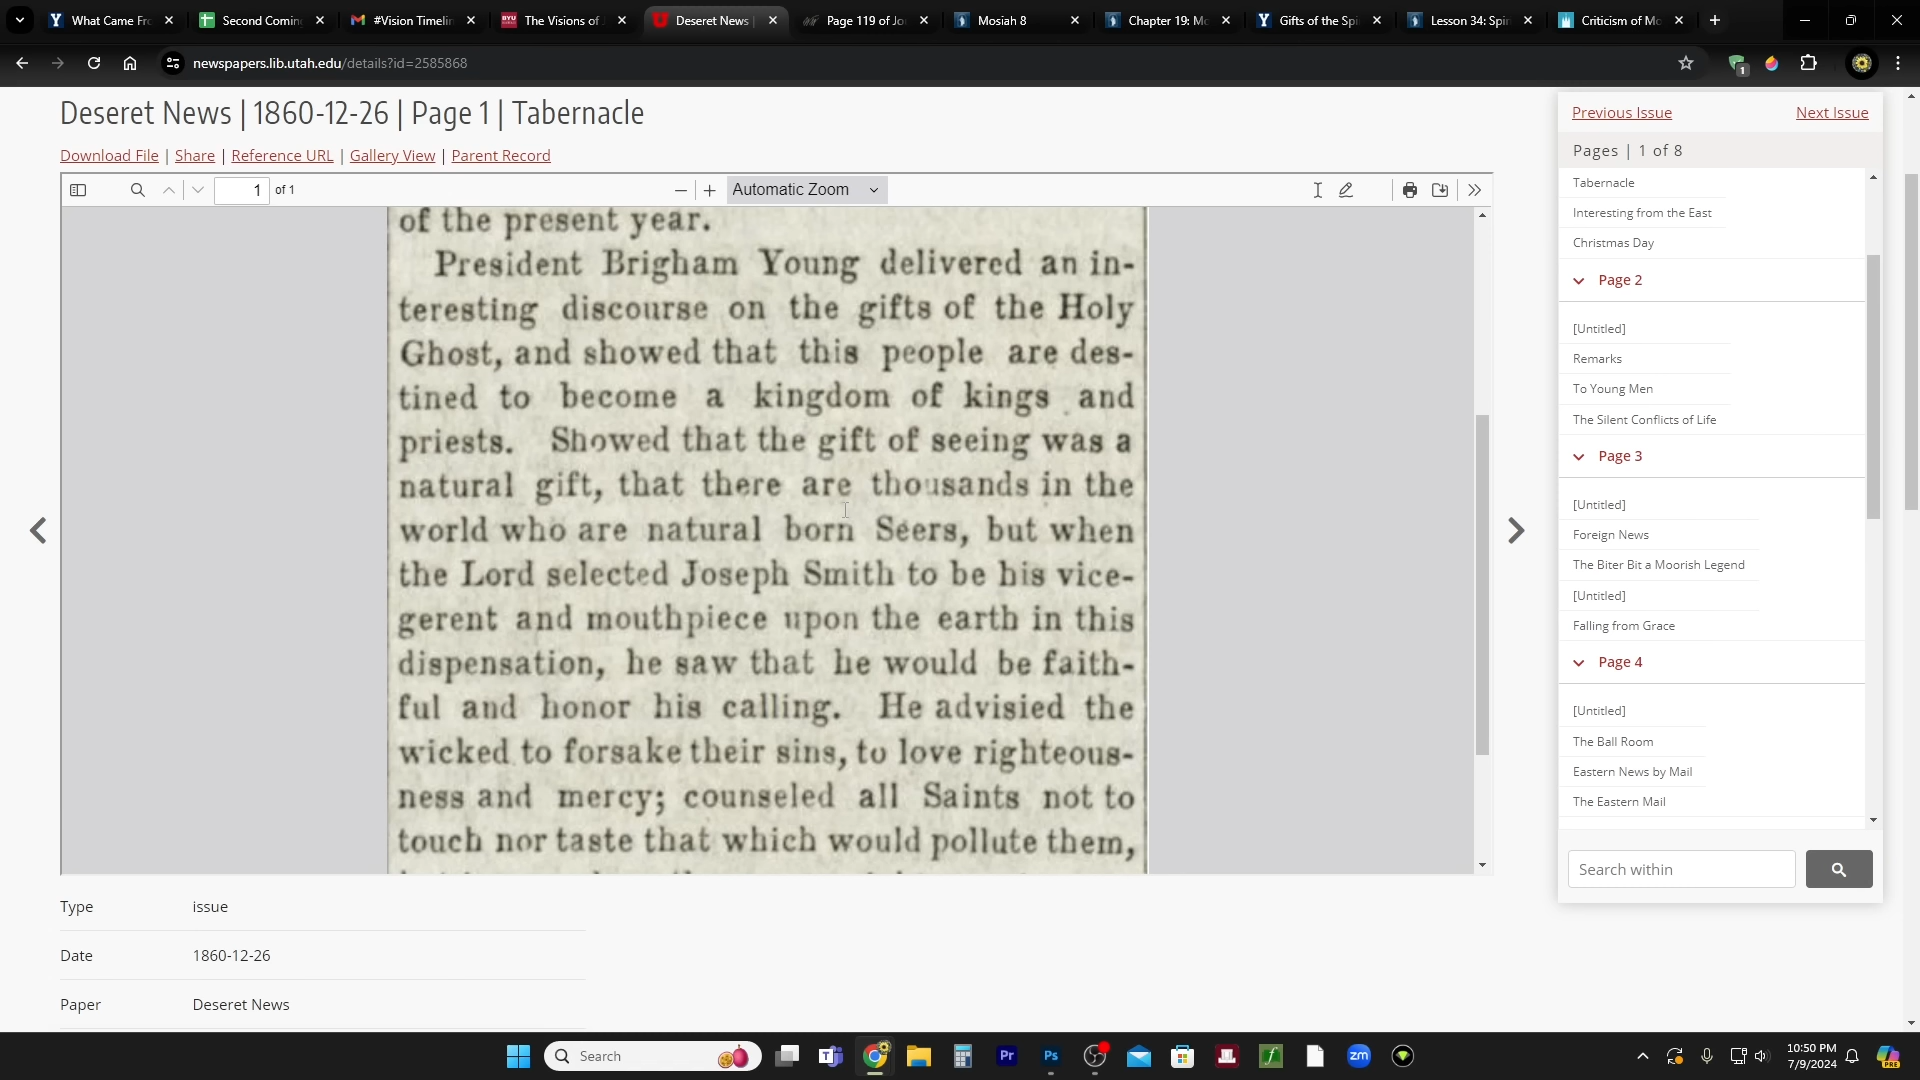 What Came Fr
Second Comin
#Vision Timelin
The Visions of J
Deseret News |
Page 119 of Jo
Mosiah 8
Chapter 19: Mo
Gifts of the Spi
Lesson 34: Spir
Criticism of Mo
newspapers.lib.utah.edu/details?id=2585868
Deseret News | 1860-12-26 | Page 1 | Tabernacle
Download File | Share | Reference URL | Gallery View | Parent Record
1 of 1
Automatic Zoom
of the present year.
President Brigham Young delivered an in-
teresting discourse on the gifts of the Holy
Ghost, and showed that this people are des-
tined to become a kingdom of kings and
priests. Showed that the gift of seeing was a
natural gift, that there are thousands in the
world who are natural born Seers, but when
the Lord selected Joseph Smith to be his vice-
gerent and mouthpiece upon the earth in this
dispensation, he saw that he would be faith-
ful and honor his calling. He advisied the
wicked to forsake their sins, to love righteous-
ness and mercy; counseled all Saints not to
touch nor taste that which would pollute them,
Type issue
Date 1860-12-26
Paper Deseret News
Previous Issue Next Issue
Pages | 1 of 8
Tabernacle
Interesting from the East
Christmas Day
Page 2
[Untitled]
Remarks
To Young Men
The Silent Conflicts of Life
Page 3
[Untitled]
Foreign News
The Biter Bit a Moorish Legend
[Untitled]
Falling from Grace
Page 4
[Untitled]
The Ball Room
Eastern News by Mail
The Eastern Mail
Search within
Search
10:50 PM
7/9/2024